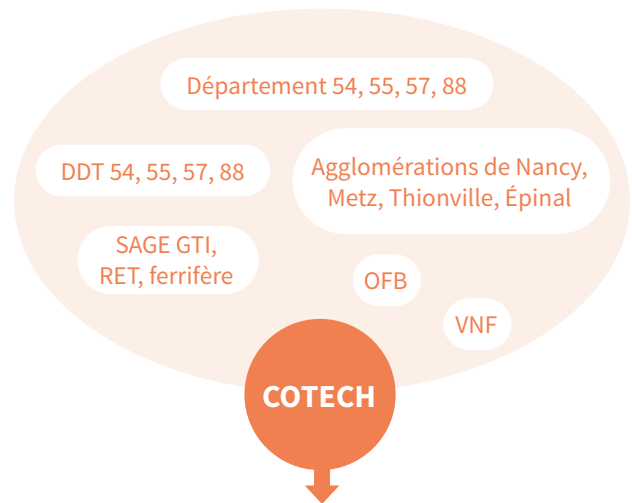 Département 54, 55, 57, 88
DDT 54, 55, 57, 88
Agglomérations de Nancy,
Metz, Thionville, Épinal
SAGE GTI,
RET, ferrifère
OFB
VNF
COTECH